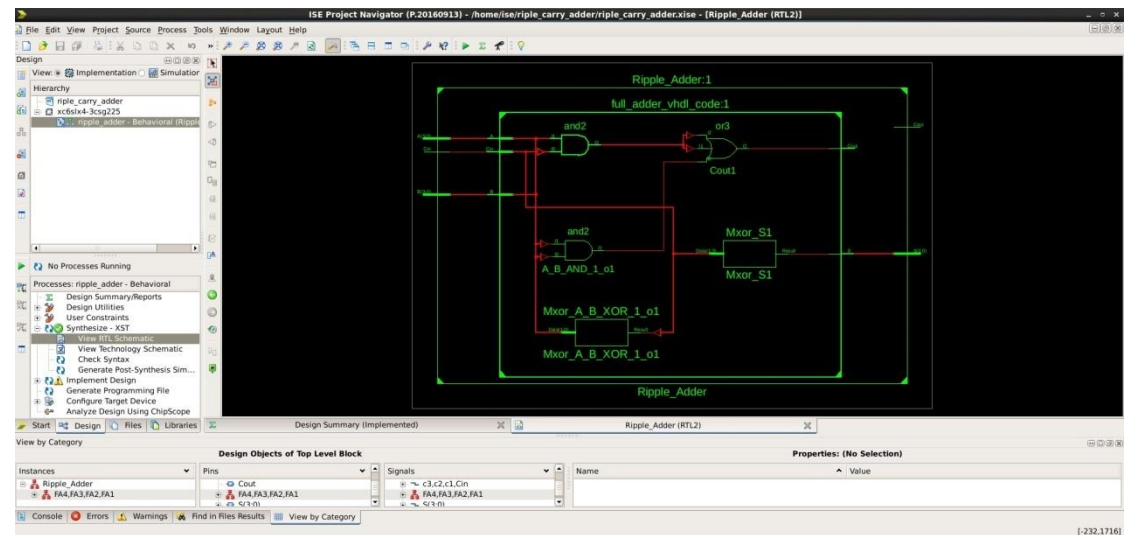 ISE Project Navigator (P.20160913) - /home/ise/riple_carry_adder/riple_carry_adder.xise - [Ripple_Adder (RTL2)]
File Edit View Project Source Process Tools Window Layout Help
Design
View: Implementation Simulation
Hierarchy
riple_carry_adder
xc6slx4-3csg225
ripple_adder - Behavioral (Ripple
No Processes Running
Processes: ripple_adder - Behavioral
Design Summary/Reports
Design Utilities
User Constraints
Synthesize - XST
View RTL Schematic
View Technology Schematic
Check Syntax
Generate Post-Synthesis Sim...
Implement Design
Generate Programming File
Configure Target Device
Analyze Design Using ChipScope
Start Design Files Libraries
Ripple_Adder:1
full_adder_vhdl_code:1
and2
or3
Cout1
and2
A_B_AND_1_o1
Mxor_S1
Mxor_S1
Mxor_A_B_XOR_1_o1
Mxor_A_B_XOR_1_o1
Ripple_Adder
Design Summary (Implemented)
Ripple_Adder (RTL2)
View by Category
Design Objects of Top Level Block
Properties: (No Selection)
Instances
Ripple_Adder
FA4,FA3,FA2,FA1
Pins
Cout
FA4,FA3,FA2,FA1
S(3:0)
Signals
c3,c2,c1,Cin
FA4,FA3,FA2,FA1
S(3:0)
Name Value
Console Errors Warnings Find in Files Results View by Category
[-232,1716]